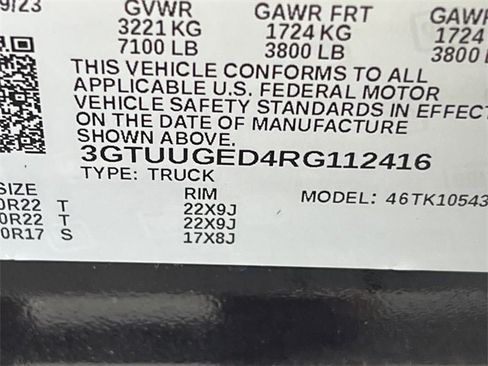 9/23 GVWR GAWR FRT GAWR
3221 KG 1724 KG 1724
7100 LB 3800 LB 3800
THIS VEHICLE CONFORMS TO ALL
APPLICABLE U.S. FEDERAL MOTOR
VEHICLE SAFETY STANDARDS IN EFFECT
ON THE DATE OF MANUFACTURE
SHOWN ABOVE.
3GTUUGED4RG112416
TYPE: TRUCK
MODEL: 46TK10543
SIZE RIM
0R22 T 22X9J
0R22 T 22X9J
0R17 S 17X8J